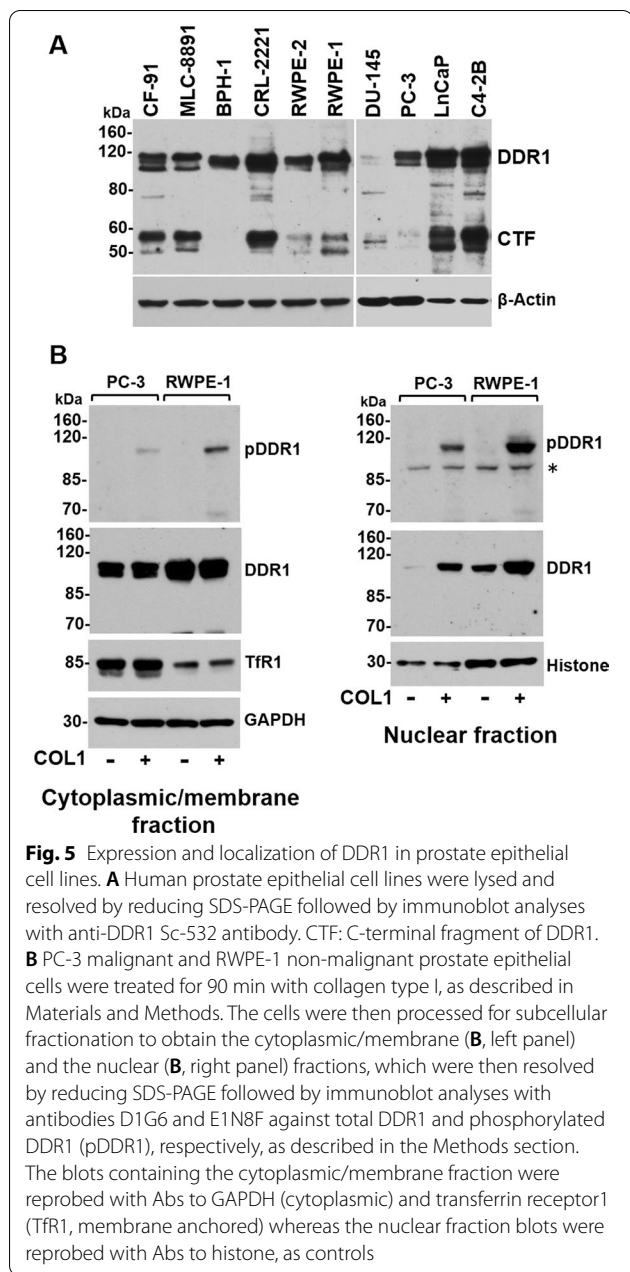 A
CF-91 MLC-8891 BPH-1 CRL-2221 RWPE-2 RWPE-1 DU-145 PC-3 LnCaP C4-2B
kDa
160-
120-
80-
60-
50-
DDR1
CTF
β-Actin
B
PC-3 RWPE-1
kDa
160-
120-
85-
70-
pDDR1
160-
120-
85-
70-
DDR1
85-
TfR1
30-
GAPDH
COL1 - + - +
Cytoplasmic/membrane
fraction
PC-3 RWPE-1
kDa
160-
120-
85-
70-
pDDR1
*
160-
120-
85-
70-
DDR1
30-
Histone
COL1 - + - +
Nuclear fraction
Fig. 5 Expression and localization of DDR1 in prostate epithelial
cell lines. A Human prostate epithelial cell lines were lysed and
resolved by reducing SDS-PAGE followed by immunoblot analyses
with anti-DDR1 Sc-532 antibody. CTF: C-terminal fragment of DDR1.
B PC-3 malignant and RWPE-1 non-malignant prostate epithelial
cells were treated for 90 min with collagen type I, as described in
Materials and Methods. The cells were then processed for subcellular
fractionation to obtain the cytoplasmic/membrane (B, left panel)
and the nuclear (B, right panel) fractions, which were then resolved
by reducing SDS-PAGE followed by immunoblot analyses with
antibodies D1G6 and E1N8F against total DDR1 and phosphorylated
DDR1 (pDDR1), respectively, as described in the Methods section.
The blots containing the cytoplasmic/membrane fraction were
reprobed with Abs to GAPDH (cytoplasmic) and transferrin receptor1
(TfR1, membrane anchored) whereas the nuclear fraction blots were
reprobed with Abs to histone, as controls